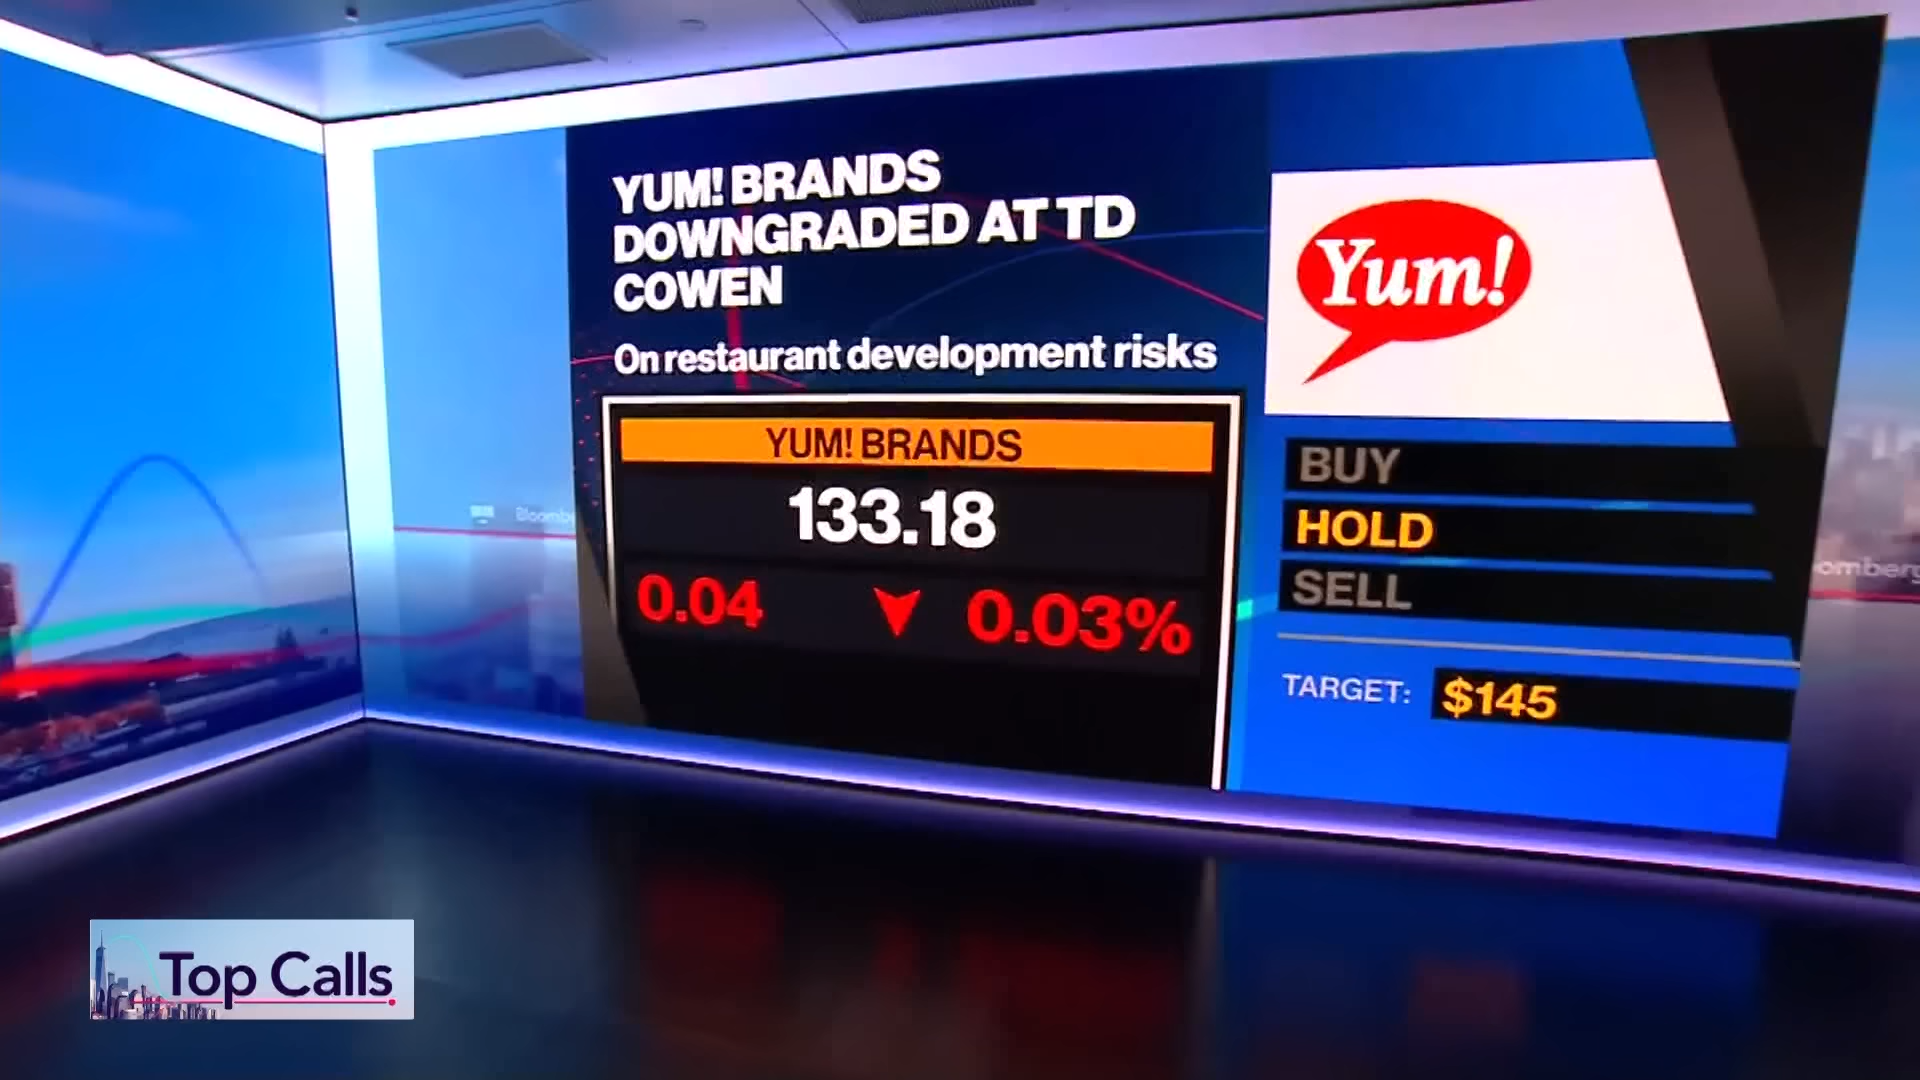 YUM! BRANDS
DOWNGRADED AT TD
COWEN
On restaurant development risks
YUM! BRANDS
133.18
0.04 0.03%
Yum!
BUY
HOLD
SELL
TARGET: $145
Top Calls